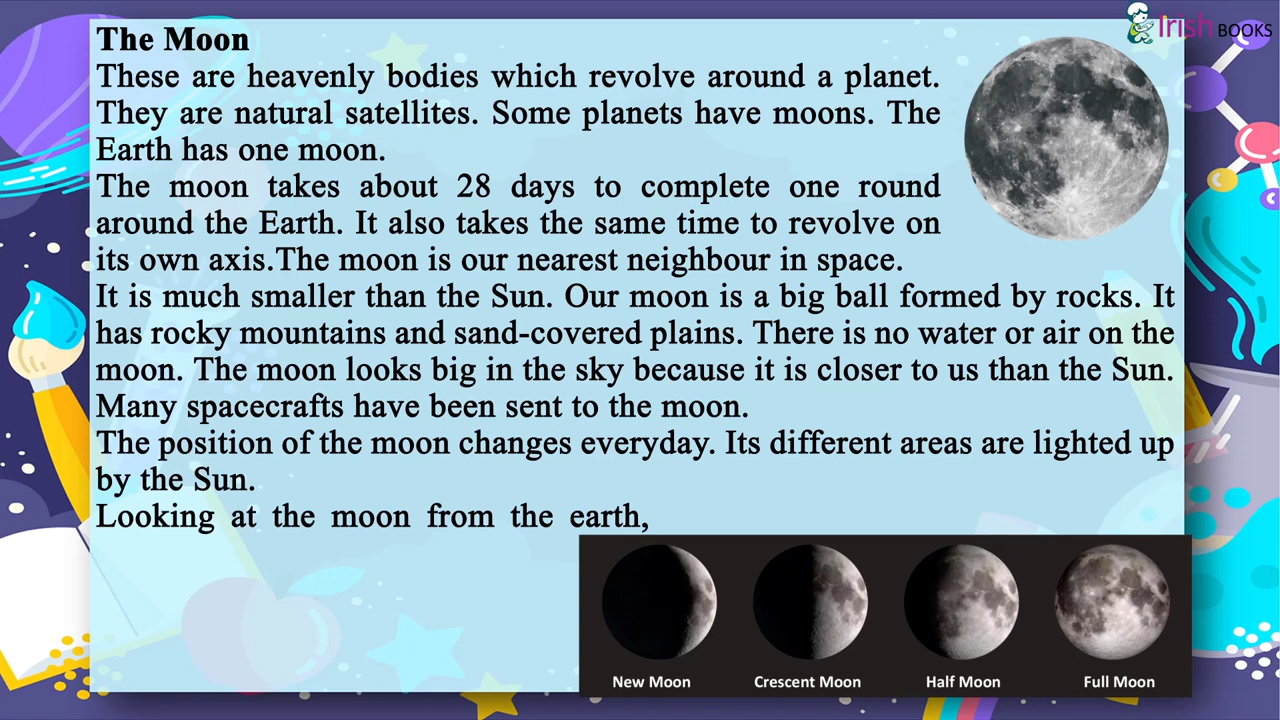 Irish BOOKS
The Moon
These are heavenly bodies which revolve around a planet.
They are natural satellites. Some planets have moons. The
Earth has one moon.
The moon takes about 28 days to complete one round
around the Earth. It also takes the same time to revolve on
its own axis.The moon is our nearest neighbour in space.
It is much smaller than the Sun. Our moon is a big ball formed by rocks. It
has rocky mountains and sand-covered plains. There is no water or air on the
moon. The moon looks big in the sky because it is closer to us than the Sun.
Many spacecrafts have been sent to the moon.
The position of the moon changes everyday. Its different areas are lighted up
by the Sun.
Looking at the moon from the earth,
New Moon
Crescent Moon
Half Moon
Full Moon